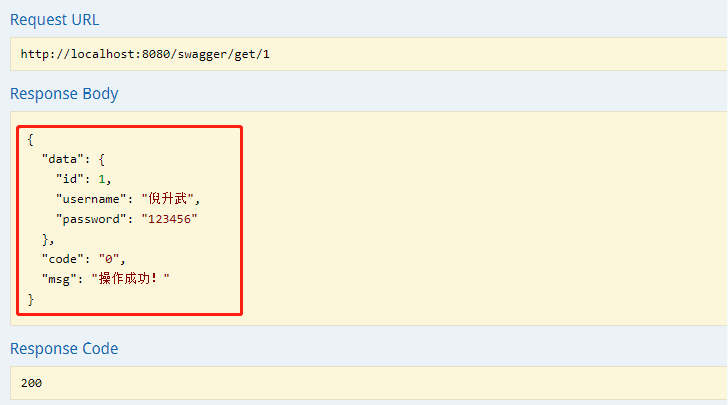 Request URL
http://localhost:8080/swagger/get/1
Response Body
{
"data": {
"id": 1,
"username": "倪升武",
"password": "123456"
},
"code": "0",
"msg": "操作成功！"
}
Response Code
200